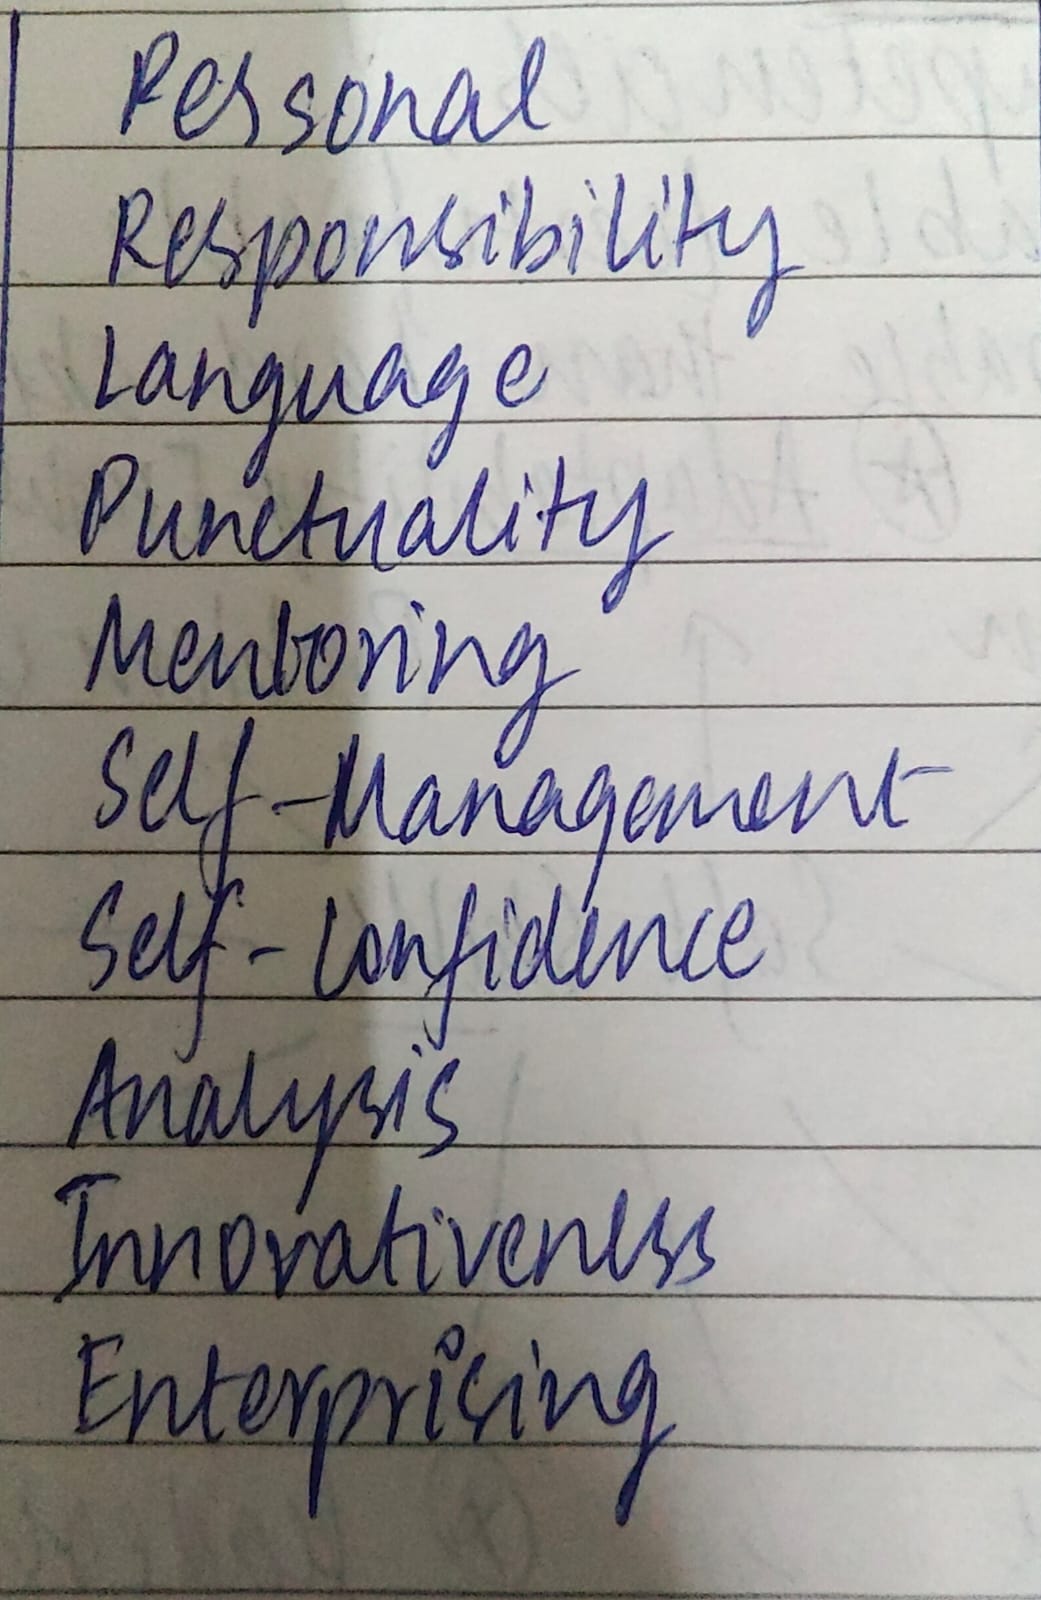 Personal
Responsibility
Language
Punctuality
Mentoring
Self-Management
Self-Confidence
Analysis
Innovativeness
Enterprising